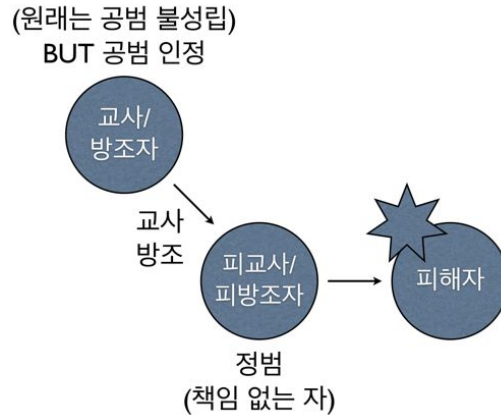 (원래는 공범 불성립)
BUT 공범 인정
교사/
방조자
교사
방조
피교사/
피방조자
피해자
정범
(책임 없는 자)